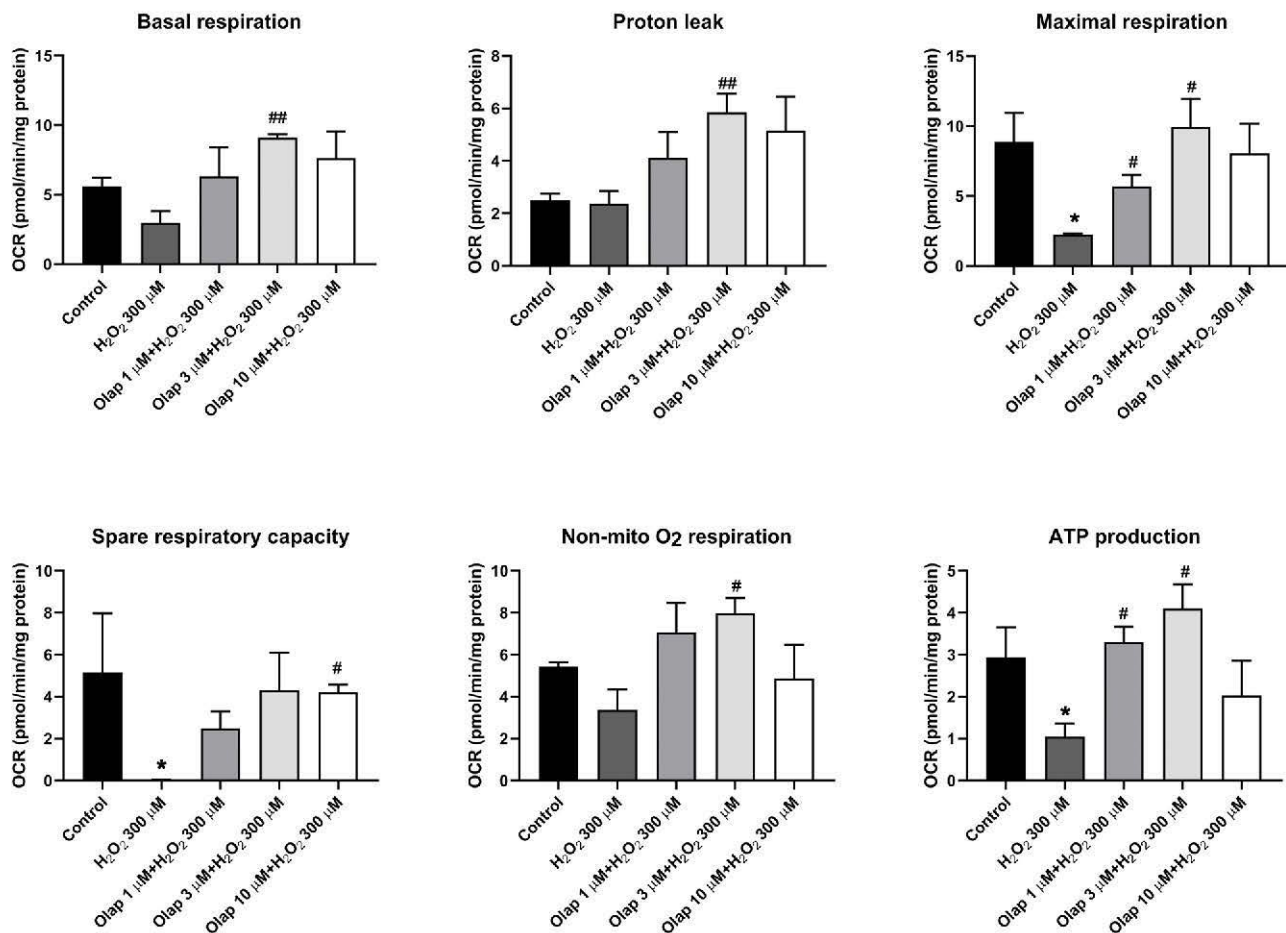 Basal respiration
OCR (pmol/min/mg protein)
15
10
5
0
##
Control
H₂O₂ 300 μM
Olap 1 μM+H₂O₂ 300 μM
Olap 3 μM+H₂O₂ 300 μM
Olap 10 μM+H₂O₂ 300 μM
Proton leak
OCR (pmol/min/mg protein)
8
6
4
2
0
##
Control
H₂O₂ 300 μM
Olap 1 μM+H₂O₂ 300 μM
Olap 3 μM+H₂O₂ 300 μM
Olap 10 μM+H₂O₂ 300 μM
Maximal respiration
OCR (pmol/min/mg protein)
15
10
5
0
*
#
#
Control
H₂O₂ 300 μM
Olap 1 μM+H₂O₂ 300 μM
Olap 3 μM+H₂O₂ 300 μM
Olap 10 μM+H₂O₂ 300 μM
Spare respiratory capacity
OCR (pmol/min/mg protein)
10
8
6
4
2
0
*
#
Control
H₂O₂ 300 μM
Olap 1 μM+H₂O₂ 300 μM
Olap 3 μM+H₂O₂ 300 μM
Olap 10 μM+H₂O₂ 300 μM
Non-mito O₂ respiration
OCR (pmol/min/mg protein)
10
8
6
4
2
0
#
Control
H₂O₂ 300 μM
Olap 1 μM+H₂O₂ 300 μM
Olap 3 μM+H₂O₂ 300 μM
Olap 10 μM+H₂O₂ 300 μM
ATP production
OCR (pmol/min/mg protein)
5
4
3
2
1
0
*
#
#
Control
H₂O₂ 300 μM
Olap 1 μM+H₂O₂ 300 μM
Olap 3 μM+H₂O₂ 300 μM
Olap 10 μM+H₂O₂ 300 μM